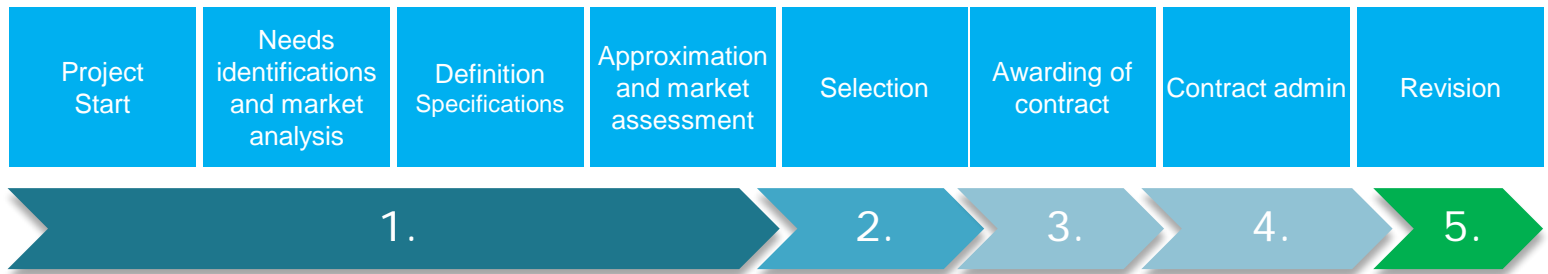 Project
Start
Needs
identifications
and market
analysis
Definition
Specifications
Approximation
and market
assessment
Selection
Awarding of
contract
Contract admin
Revision
1.
2.
3.
4.
5.